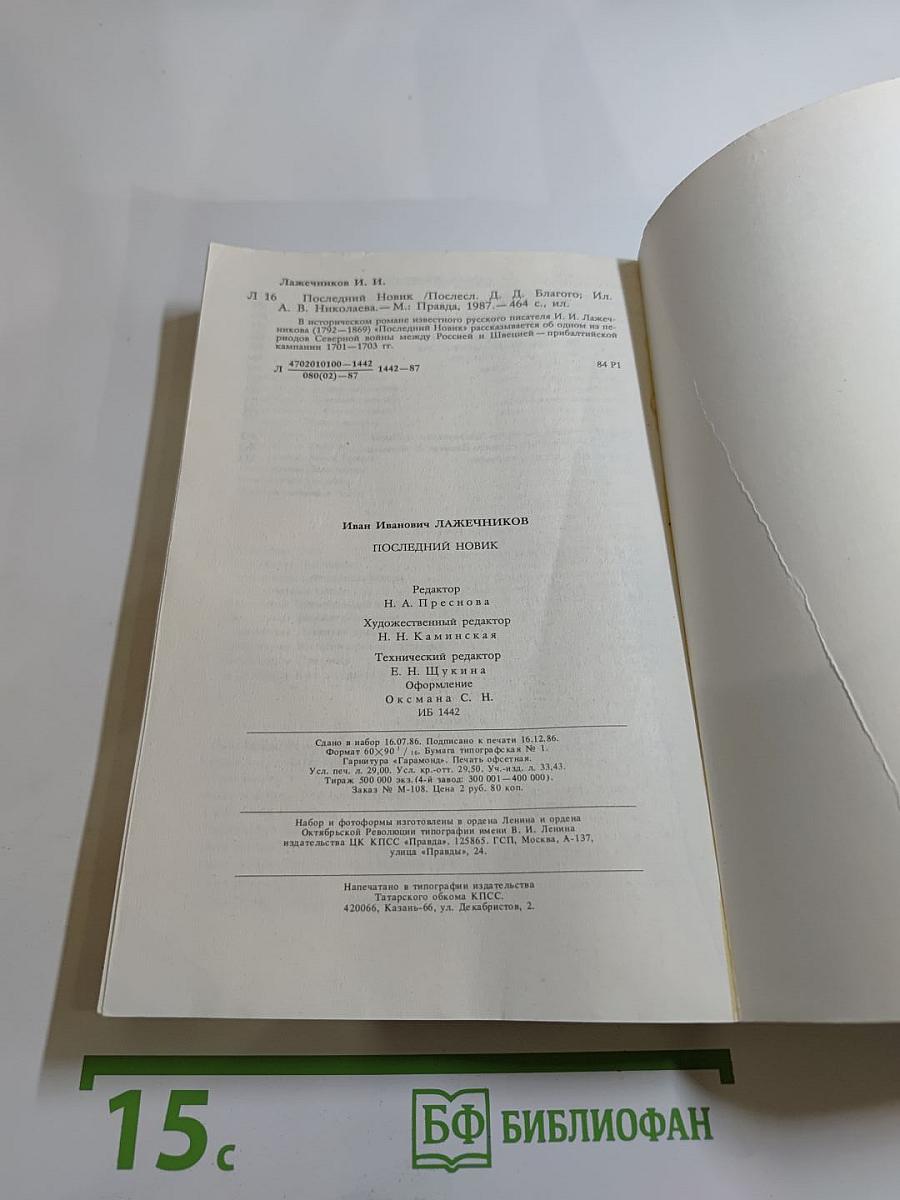 Лажечников И. И.
Л 16 Последний Новик /Послесл. Д. Д. Благого; Ил.
А. В. Николаева.— М.: Правда, 1987.— 464 с., ил.
В историческом романе известного русского писателя И. И. Лажеч-
никова (1792—1869) «Последний Новик» рассказывается об одном из пе-
риодов Северной войны между Россией и Швецией — прибалтийской
кампании 1701—1703 гг.
Л 4702010100—1442 1442—87 84 Р1
080(02)—87
Иван Иванович ЛАЖЕЧНИКОВ
ПОСЛЕДНИЙ НОВИК
Редактор
Н. А. Преснова
Художественный редактор
Н. Н. Каминская
Технический редактор
Е. Н. Щукина
Оформление
Оксмана С. Н.
ИБ 1442
Сдано в набор 16.07.86. Подписано к печати 16.12.86.
Формат 60×90 1/16. Бумага типографская № 1.
Гарнитура «Гарамонд». Печать офсетная.
Усл. печ. л. 29,00. Усл. кр.-отт. 29,50. Уч.-изд. л. 33,43.
Тираж 500 000 экз. (4-й завод: 300 001—400 000).
Заказ № М-108. Цена 2 руб. 80 коп.
Набор и фотоформы изготовлены в ордена Ленина и ордена
Октябрьской Революции типографии имени В. И. Ленина
издательства ЦК КПСС «Правда». 125865. ГСП, Москва, А-137,
улица «Правды», 24.
Напечатано в типографии издательства
Татарского обкома КПСС.
420066, Казань-66, ул. Декабристов, 2.
15 с
БФ БИБЛИОФАН